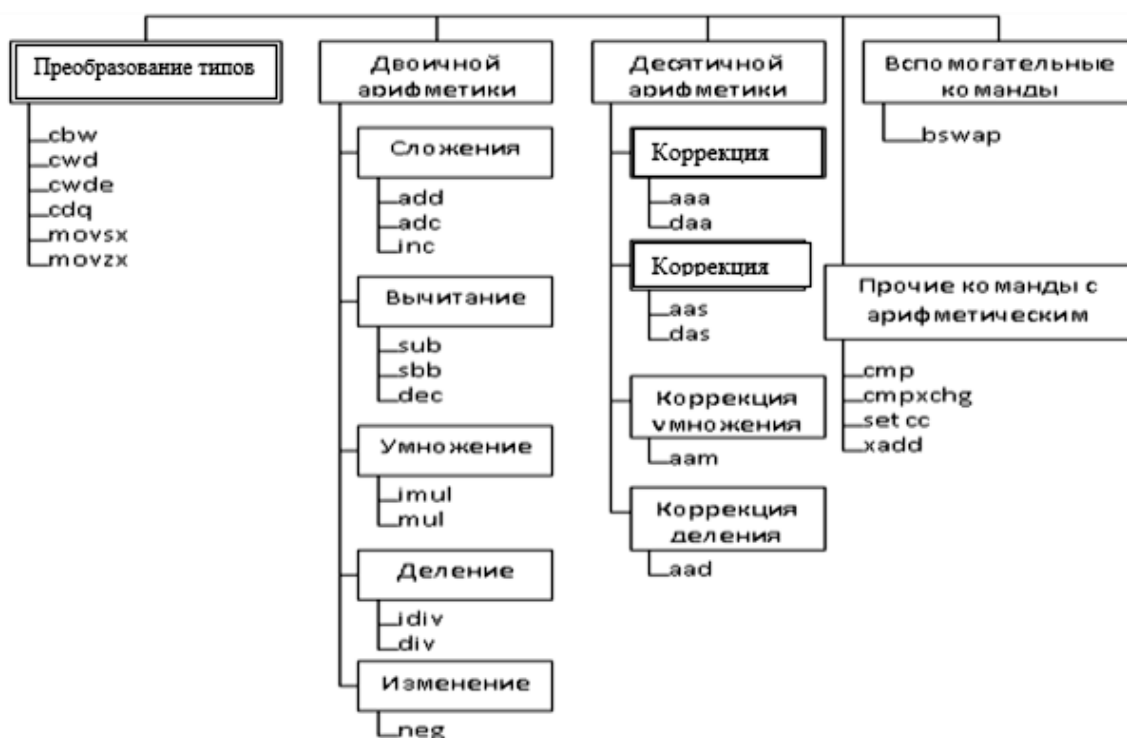 Преобразование типов
cbw
cwd
cwde
cdq
movsx
movzx
Двоичной
арифметики
Сложения
add
adc
inc
Вычитание
sub
sbb
dec
Умножение
imul
mul
Деление
idiv
div
Изменение
neg
Десятичной
арифметики
Коррекция
aaa
daa
Коррекция
aas
das
Коррекция
умножения
aam
Коррекция
деления
aad
Вспомогательные
команды
bswap
Прочие команды с
арифметическим
cmp
cmpxchg
set cc
xadd